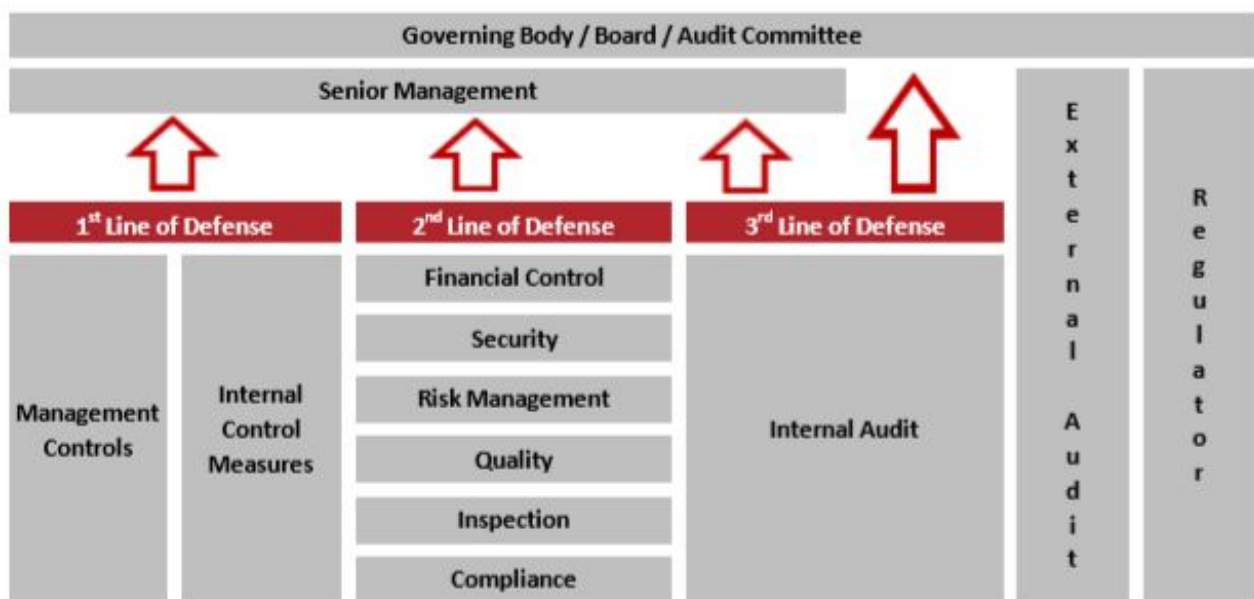 Governing Body / Board / Audit Committee
Senior Management
1st Line of Defense
2nd Line of Defense
3rd Line of Defense
Management
Controls
Internal
Control
Measures
Financial Control
Security
Risk Management
Quality
Inspection
Compliance
Internal Audit
External Audit
Regulator